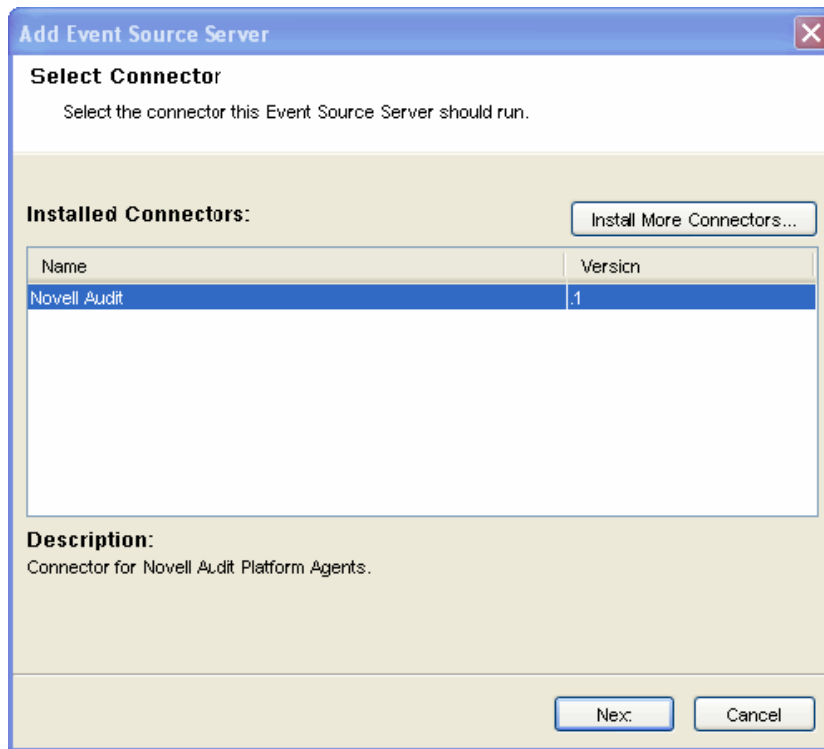 Add Event Source Server
Select Connector
Select the connector this Event Source Server should run.
Installed Connectors:
Install More Connectors...
Name Version
Novell Audit .1
Description:
Connector for Novell Audit Platform Agents.
Next Cancel